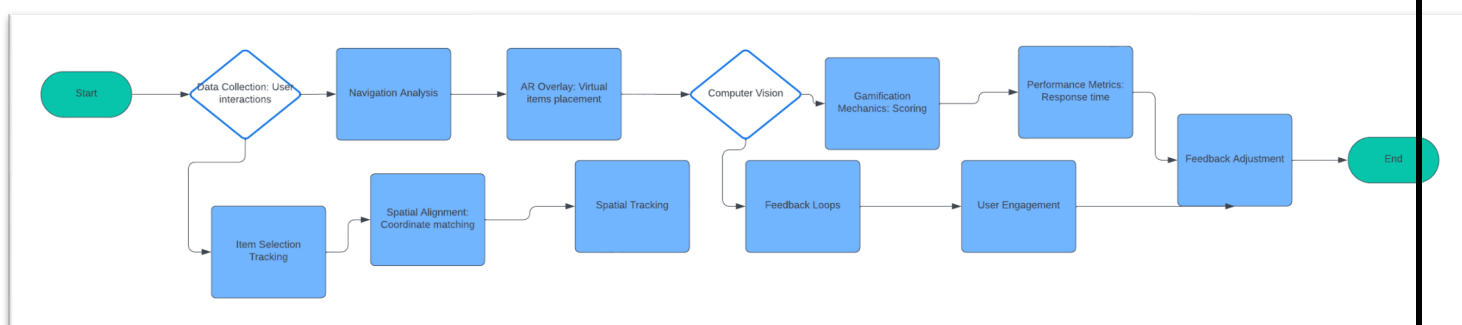 Start
Data Collection: User
interactions
Navigation Analysis
AR Overlay: Virtual
items placement
Computer Vision
Gamification
Mechanics: Scoring
Performance Metrics:
Response time
Feedback Adjustment
End
Item Selection
Tracking
Spatial Alignment:
Coordinate matching
Spatial Tracking
Feedback Loops
User Engagement